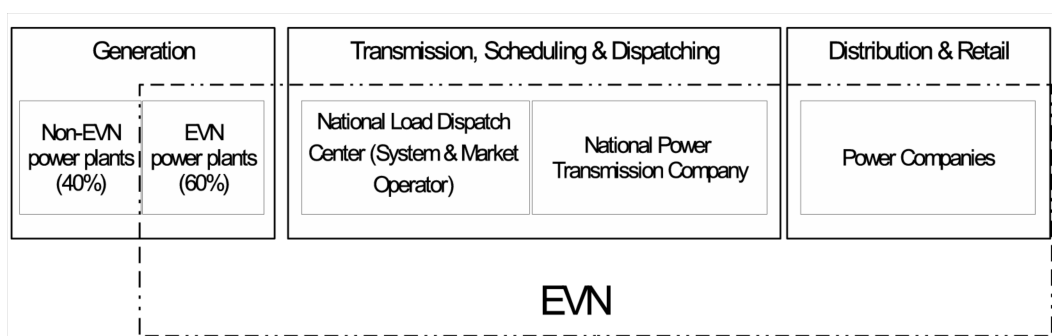 Generation
Transmission, Scheduling & Dispatching
Distribution & Retail
Non-EVN
power plants
(40%)
EVN
power plants
(60%)
National Load Dispatch
Center (System & Market
Operator)
National Power
Transmission Company
Power Companies
EVN